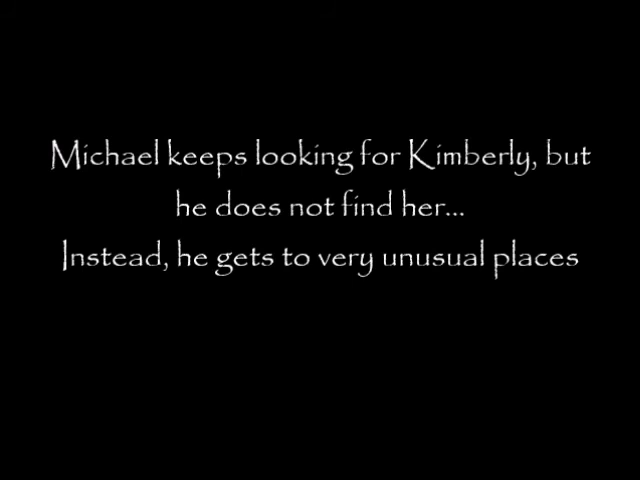 Michael keeps looking for Kimberly, but
he does not find her...
Instead, he gets to very unusual places